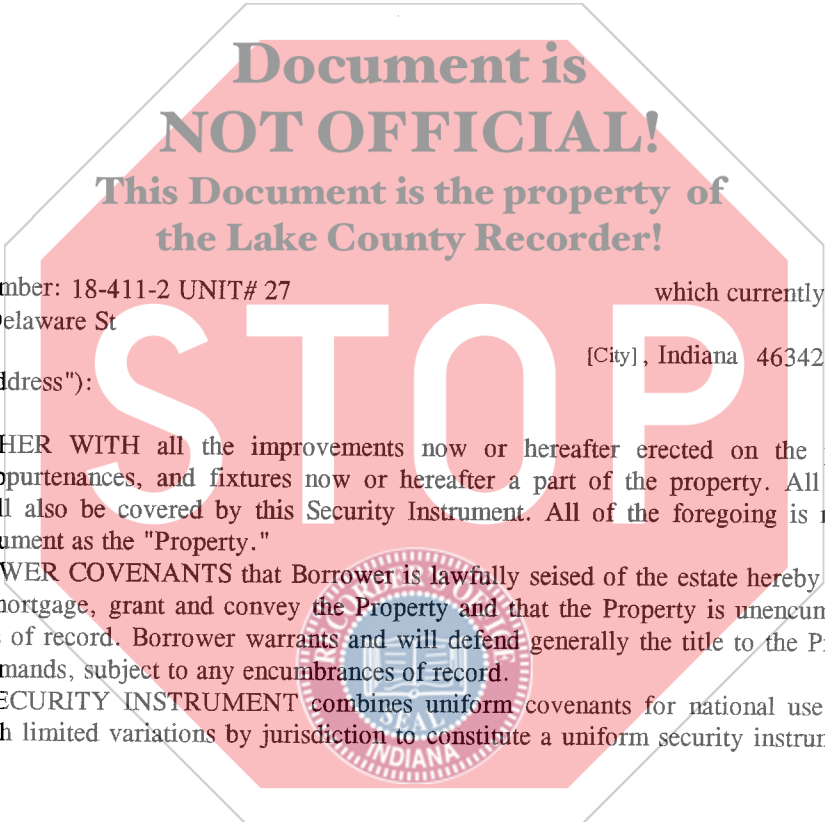 Document is
NOT OFFICIAL!
This Document is the property of
the Lake County Recorder!
mber: 18-411-2 UNIT# 27 which currently
Delaware St
[City], Indiana 46342
ddress"):
STOP
HER WITH all the improvements now or hereafter erected on the
ppurtenances, and fixtures now or hereafter a part of the property. All
ll also be covered by this Security Instrument. All of the foregoing is
ument as the "Property."
WER COVENANTS that Borrower is lawfully seised of the estate hereby
mortgage, grant and convey the Property and that the Property is unencum
s of record. Borrower warrants and will defend generally the title to the P
mands, subject to any encumbrances of record.
ECURITY INSTRUMENT combines uniform covenants for national use
h limited variations by jurisdiction to constitute a uniform security instrum
RECORDER OF THE
SEAL
INDIANA